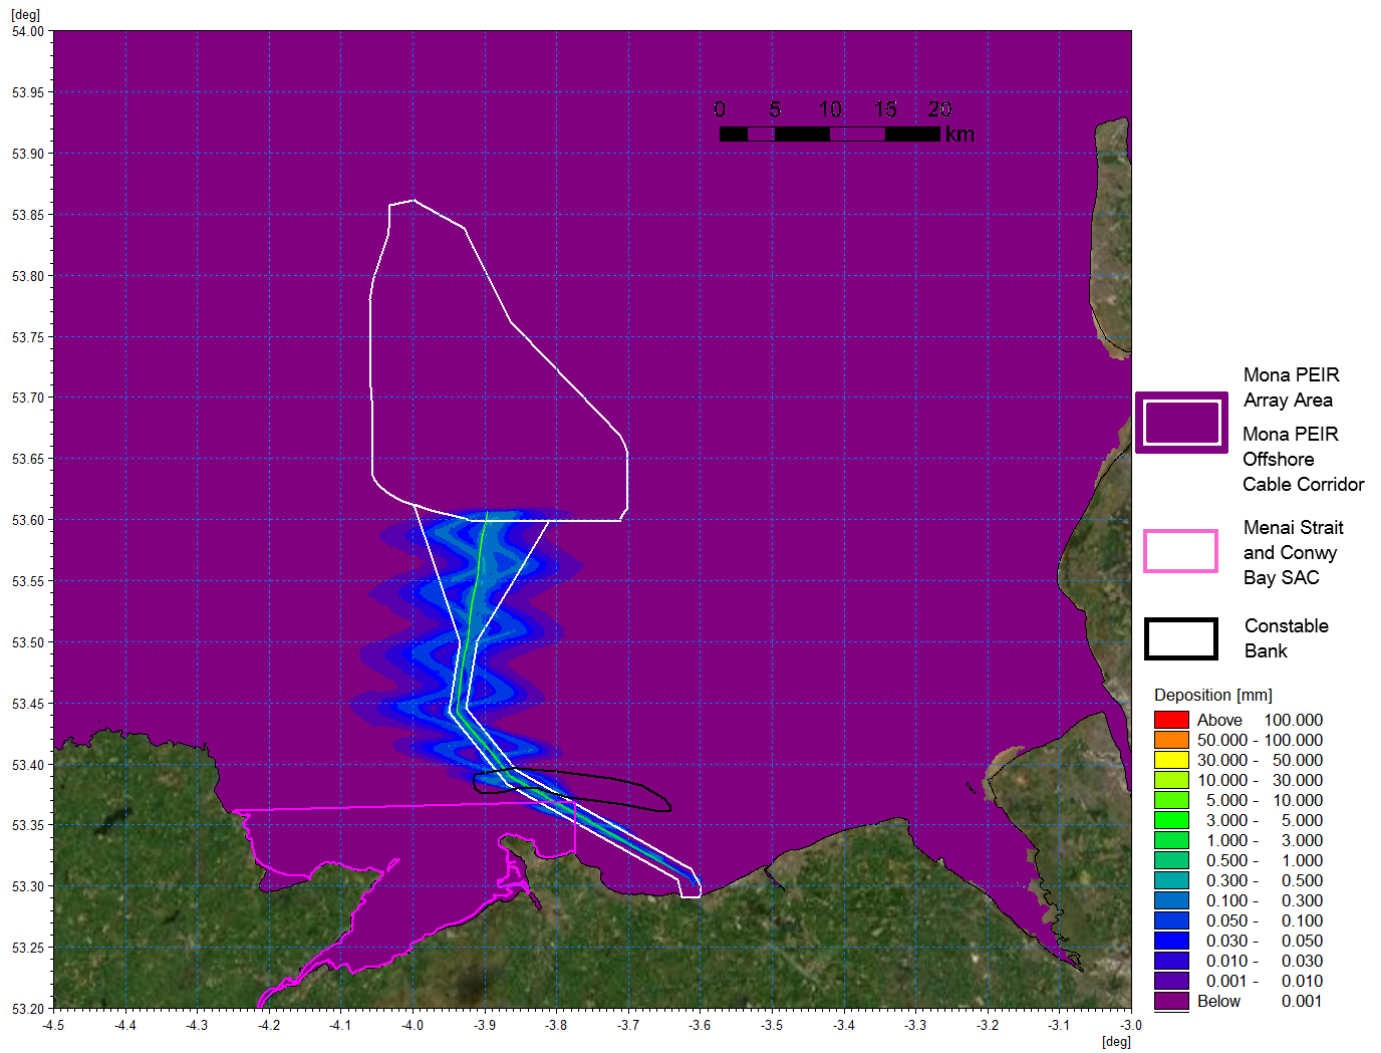 [deg]
54.00
53.95
53.90
53.85
53.80
53.75
53.70
53.65
53.60
53.55
53.50
53.45
53.40
53.35
53.30
53.25
53.20
0 5 10 15 20
km
-4.5 -4.4 -4.3 -4.2 -4.1 -4.0 -3.9 -3.8 -3.7 -3.6 -3.5 -3.4 -3.3 -3.2 -3.1 -3.0
[deg]
Mona PEIR
Array Area
Mona PEIR
Offshore
Cable Corridor
Menai Strait
and Conwy
Bay SAC
Constable
Bank
Deposition [mm]
Above 100.000
50.000 - 100.000
30.000 - 50.000
10.000 - 30.000
5.000 - 10.000
3.000 - 5.000
1.000 - 3.000
0.500 - 1.000
0.300 - 0.500
0.100 - 0.300
0.050 - 0.100
0.030 - 0.050
0.010 - 0.030
0.001 - 0.010
Below 0.001